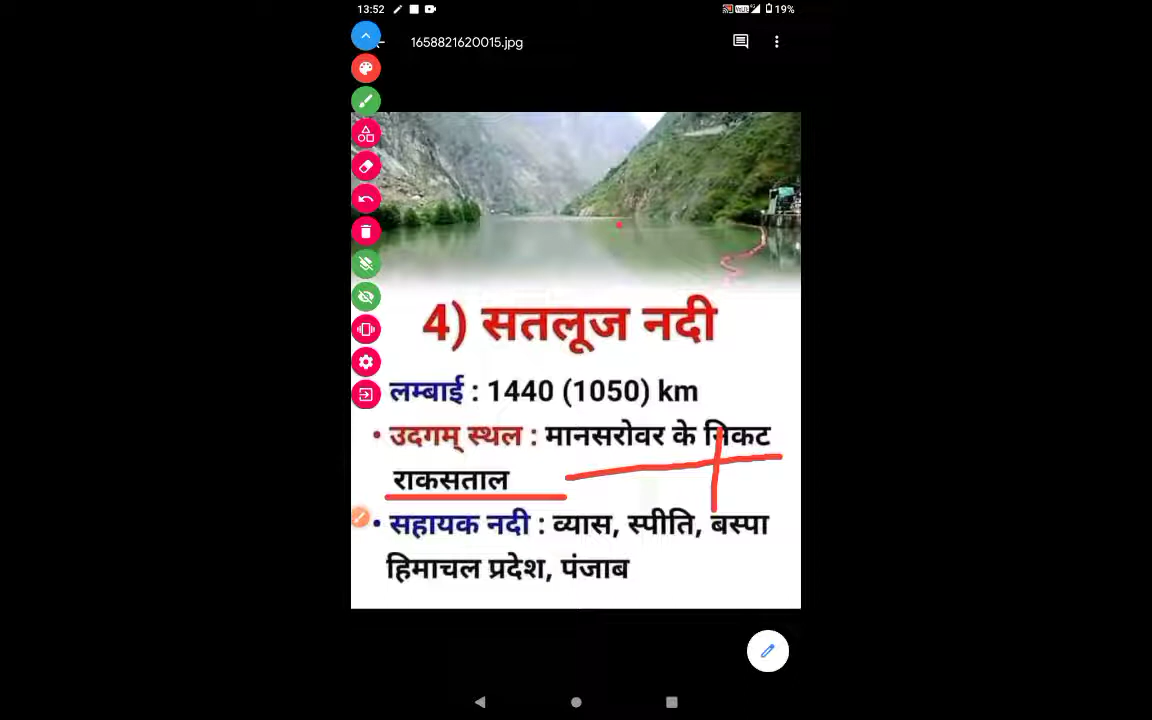 13:52
19%
1658821620015.jpg
4) सतलूज नदी
लम्बाई : 1440 (1050) km
• उदगम् स्थल : मानसरोवर के निकट
राकसताल
• सहायक नदी : व्यास, स्पीति, बस्पा
हिमाचल प्रदेश, पंजाब